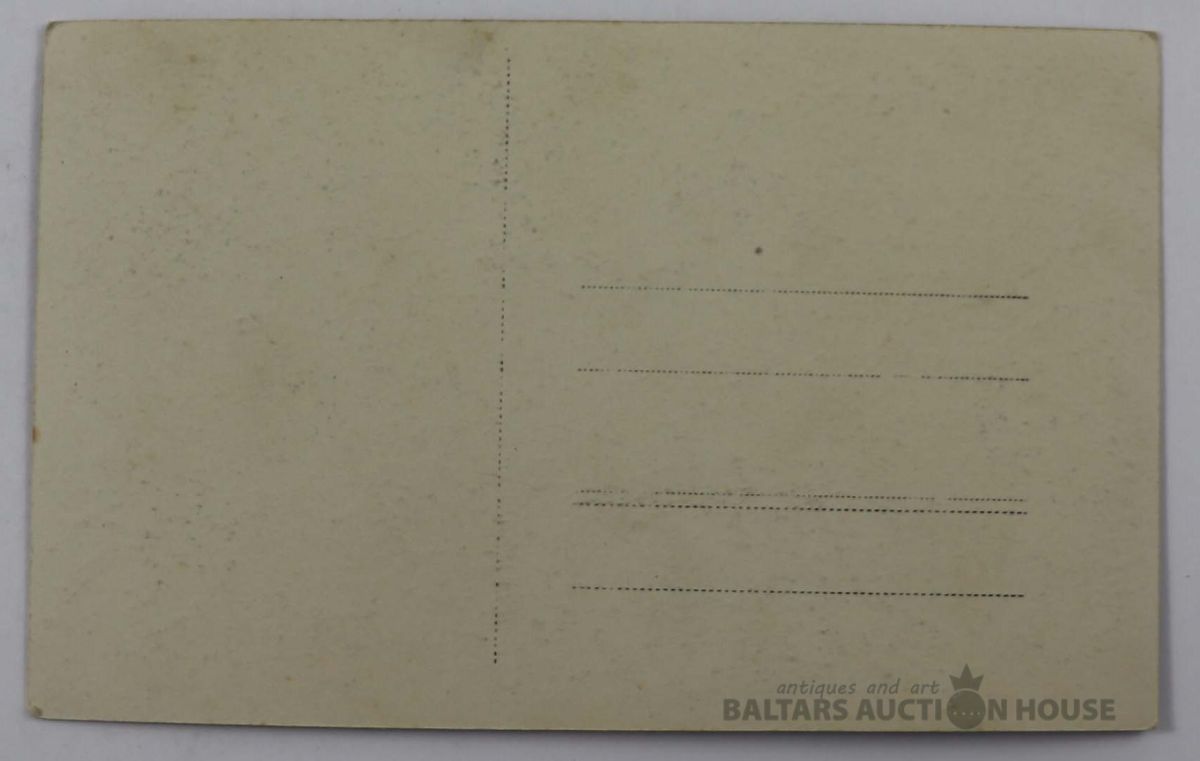 antiques and art
BALTARS AUCTION HOUSE